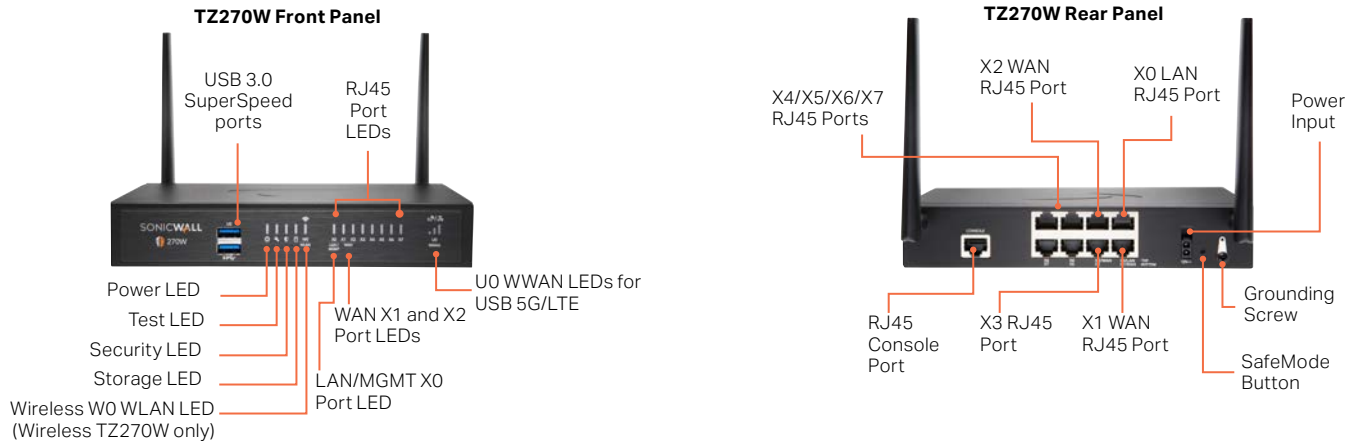 TZ270W Front Panel
USB 3.0
SuperSpeed
ports
RJ45
Port
LEDs
SONICWALL
270W
Power LED
Test LED
Security LED
Storage LED
Wireless W0 WLAN LED
(Wireless TZ270W only)
WAN X1 and X2
Port LEDs
LAN/MGMT X0
Port LED
U0 WWAN LEDs for
USB 5G/LTE
TZ270W Rear Panel
X4/X5/X6/X7
RJ45 Ports
X2 WAN
RJ45 Port
X0 LAN
RJ45 Port
Power
Input
CONSOLE
RJ45
Console
Port
X3 RJ45
Port
X1 WAN
RJ45 Port
Grounding
Screw
SafeMode
Button